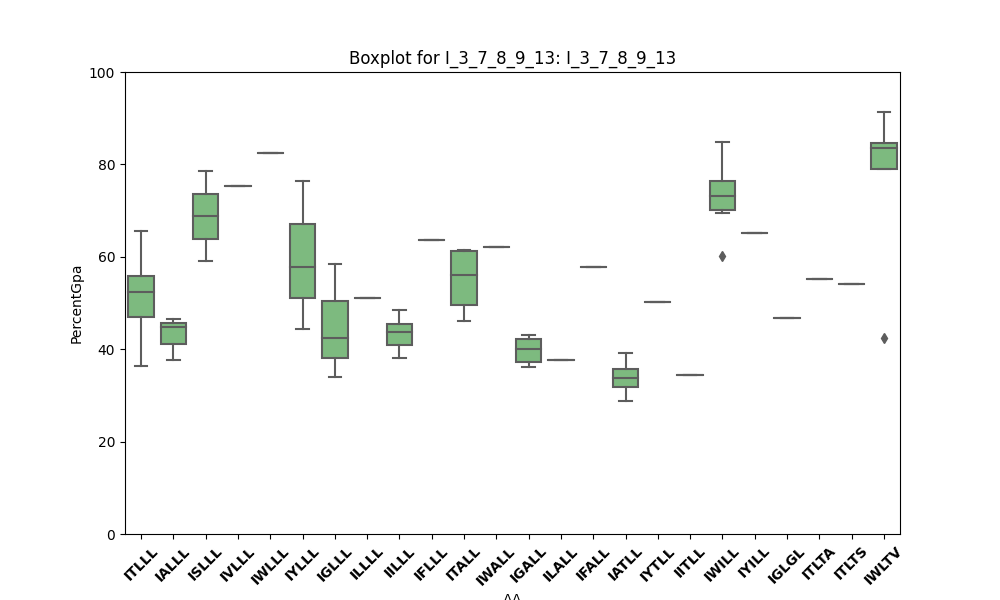 Boxplot for I_3_7_8_9_13: I_3_7_8_9_13
PercentGpa
100
80
60
40
20
0
ITLLL IALLL ISLLL IVLLL IWLLL IYLLL IGLLL ILLLL IILLL IFLLL ITALL IWALL IGALL ILALL IFALL IATLL IYTLL IITLL IWILL IYILL IGLGL ITLTA ITLTS IWLTV
AA